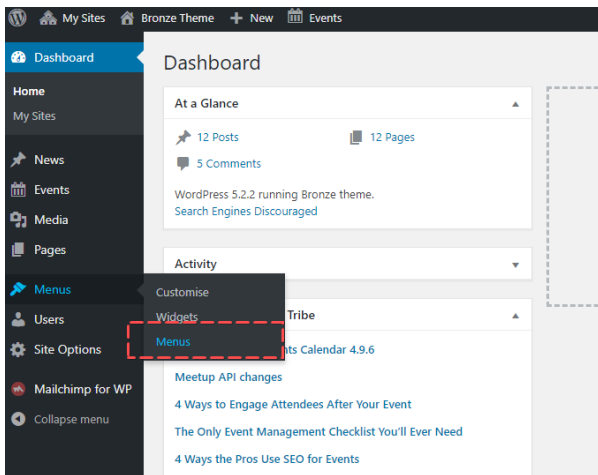 My Sites Bronze Theme + New Events
Dashboard
Home
My Sites
News
Events
Media
Pages
Menus
Users
Site Options
Mailchimp for WP
Collapse menu
Customise
Widgets
Menus
Dashboard
At a Glance
12 Posts 12 Pages
5 Comments
WordPress 5.2.2 running Bronze theme.
Search Engines Discouraged
Activity
Tribe
Calendar 4.9.6
Meetup API changes
4 Ways to Engage Attendees After Your Event
The Only Event Management Checklist You'll Ever Need
4 Ways the Pros Use SEO for Events